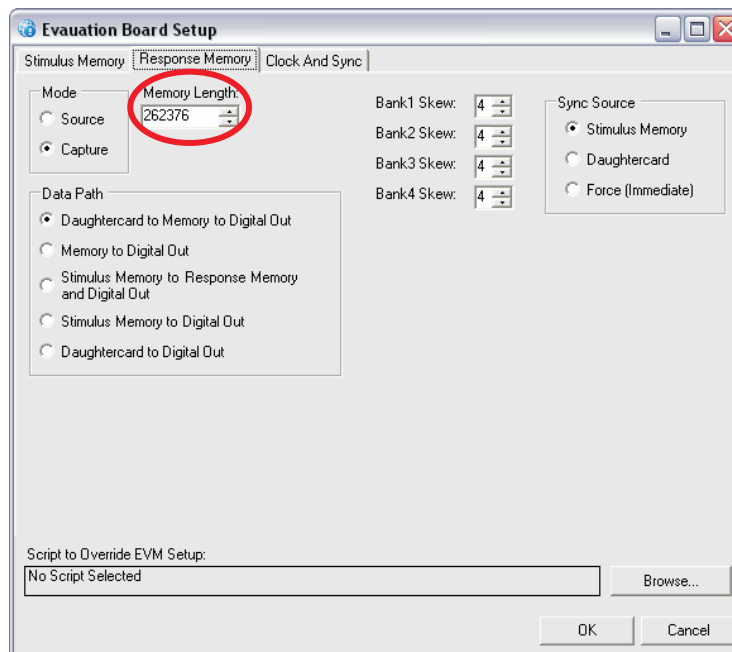 Evauation Board Setup
Stimulus Memory Response Memory Clock And Sync
Mode
Source
Capture
Memory Length:
262376
Bank1 Skew: 4
Bank2 Skew: 4
Bank3 Skew: 4
Bank4 Skew: 4
Sync Source
Stimulus Memory
Daughtercard
Force (Immediate)
Data Path
Daughtercard to Memory to Digital Out
Memory to Digital Out
Stimulus Memory to Response Memory
and Digital Out
Stimulus Memory to Digital Out
Daughtercard to Digital Out
Script to Override EVM Setup:
No Script Selected
Browse...
OK Cancel